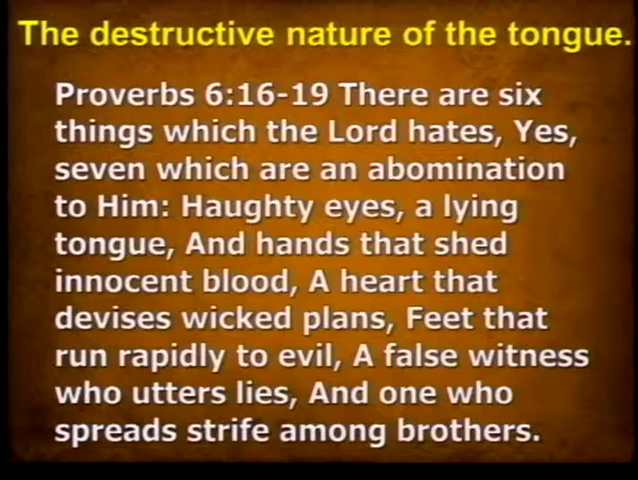 The destructive nature of the tongue.
Proverbs 6:16-19 There are six
things which the Lord hates, Yes,
seven which are an abomination
to Him: Haughty eyes, a lying
tongue, And hands that shed
innocent blood, A heart that
devises wicked plans, Feet that
run rapidly to evil, A false witness
who utters lies, And one who
spreads strife among brothers.